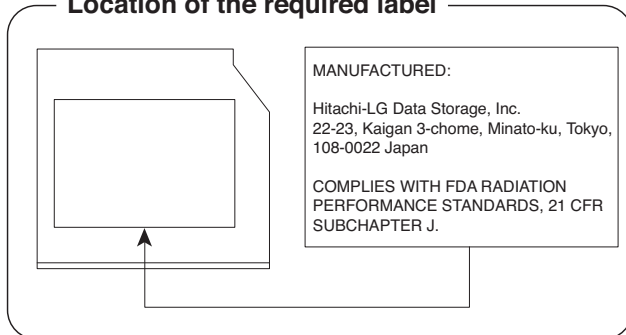 Location of the required label
MANUFACTURED:
Hitachi-LG Data Storage, Inc.
22-23, Kaigan 3-chome, Minato-ku, Tokyo,
108-0022 Japan
COMPLIES WITH FDA RADIATION
PERFORMANCE STANDARDS, 21 CFR
SUBCHAPTER J.